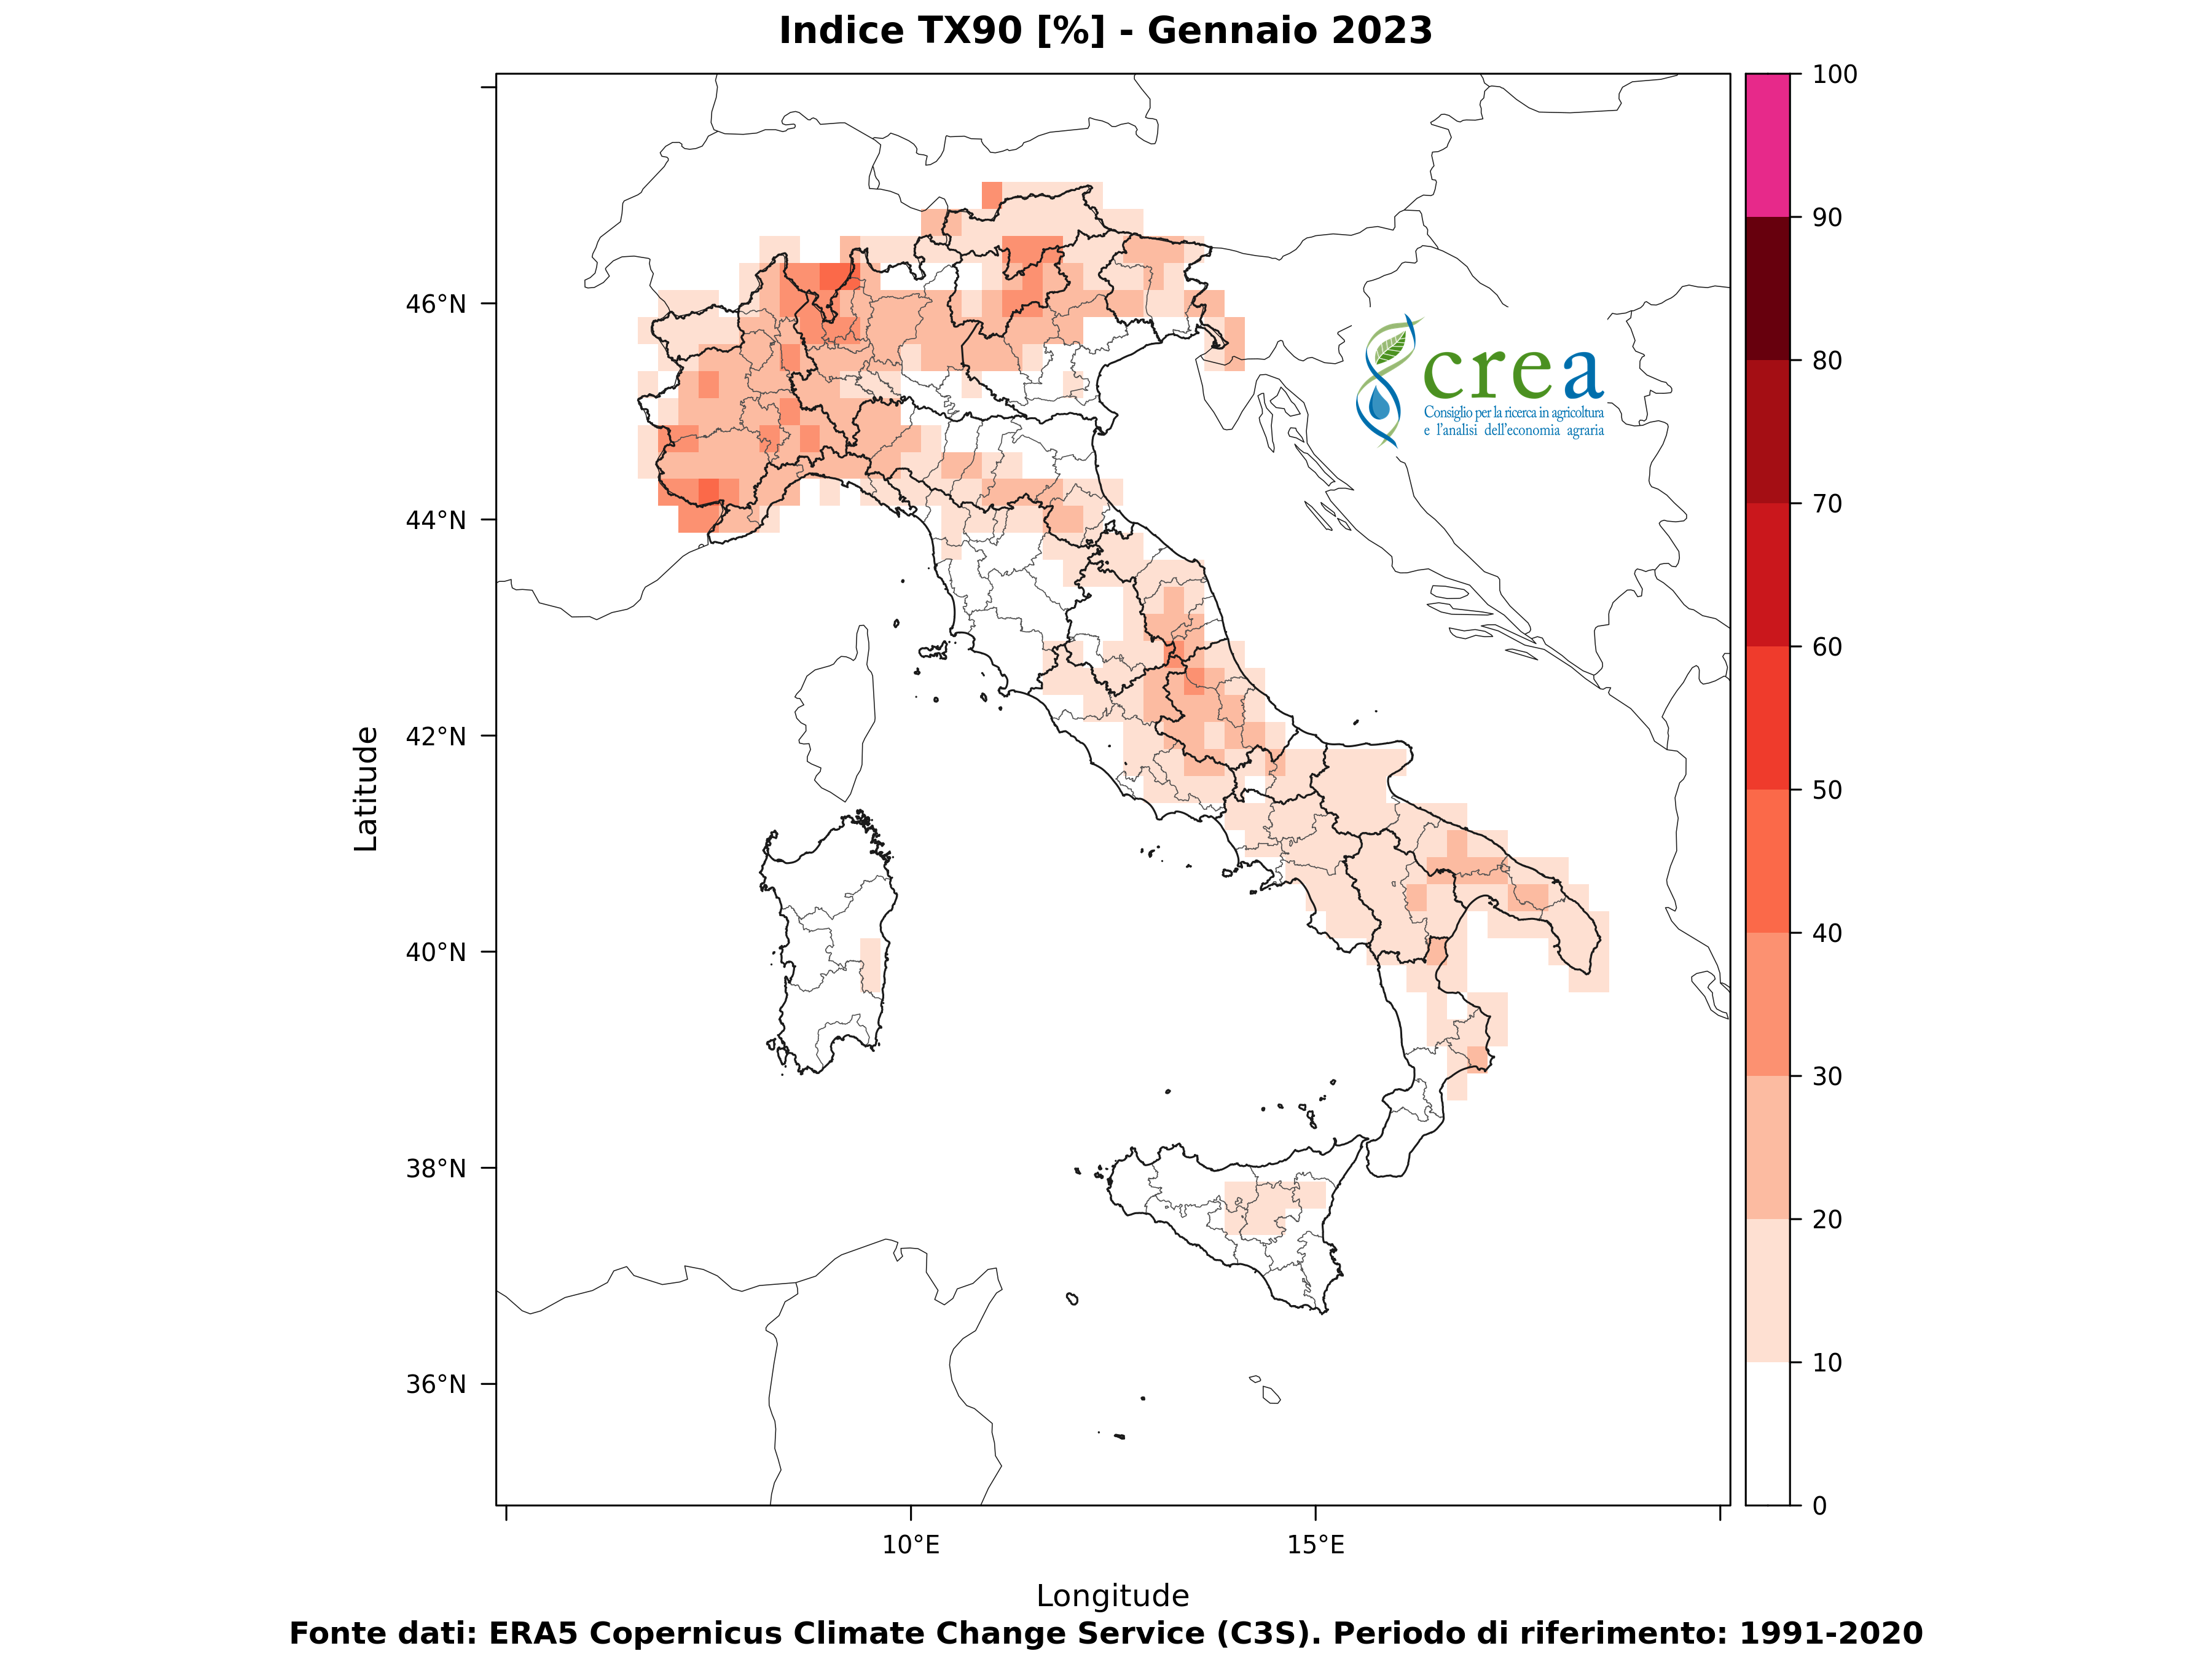 Indice TX90 [%] - Gennaio 2023
100
90
80
70
60
50
40
30
20
10
0
46°N
44°N
42°N
40°N
38°N
36°N
Latitude
crea
Consiglio per la ricerca in agricoltura
e l'analisi dell'economia agraria
10°E
15°E
Longitude
Fonte dati: ERA5 Copernicus Climate Change Service (C3S). Periodo di riferimento: 1991-2020